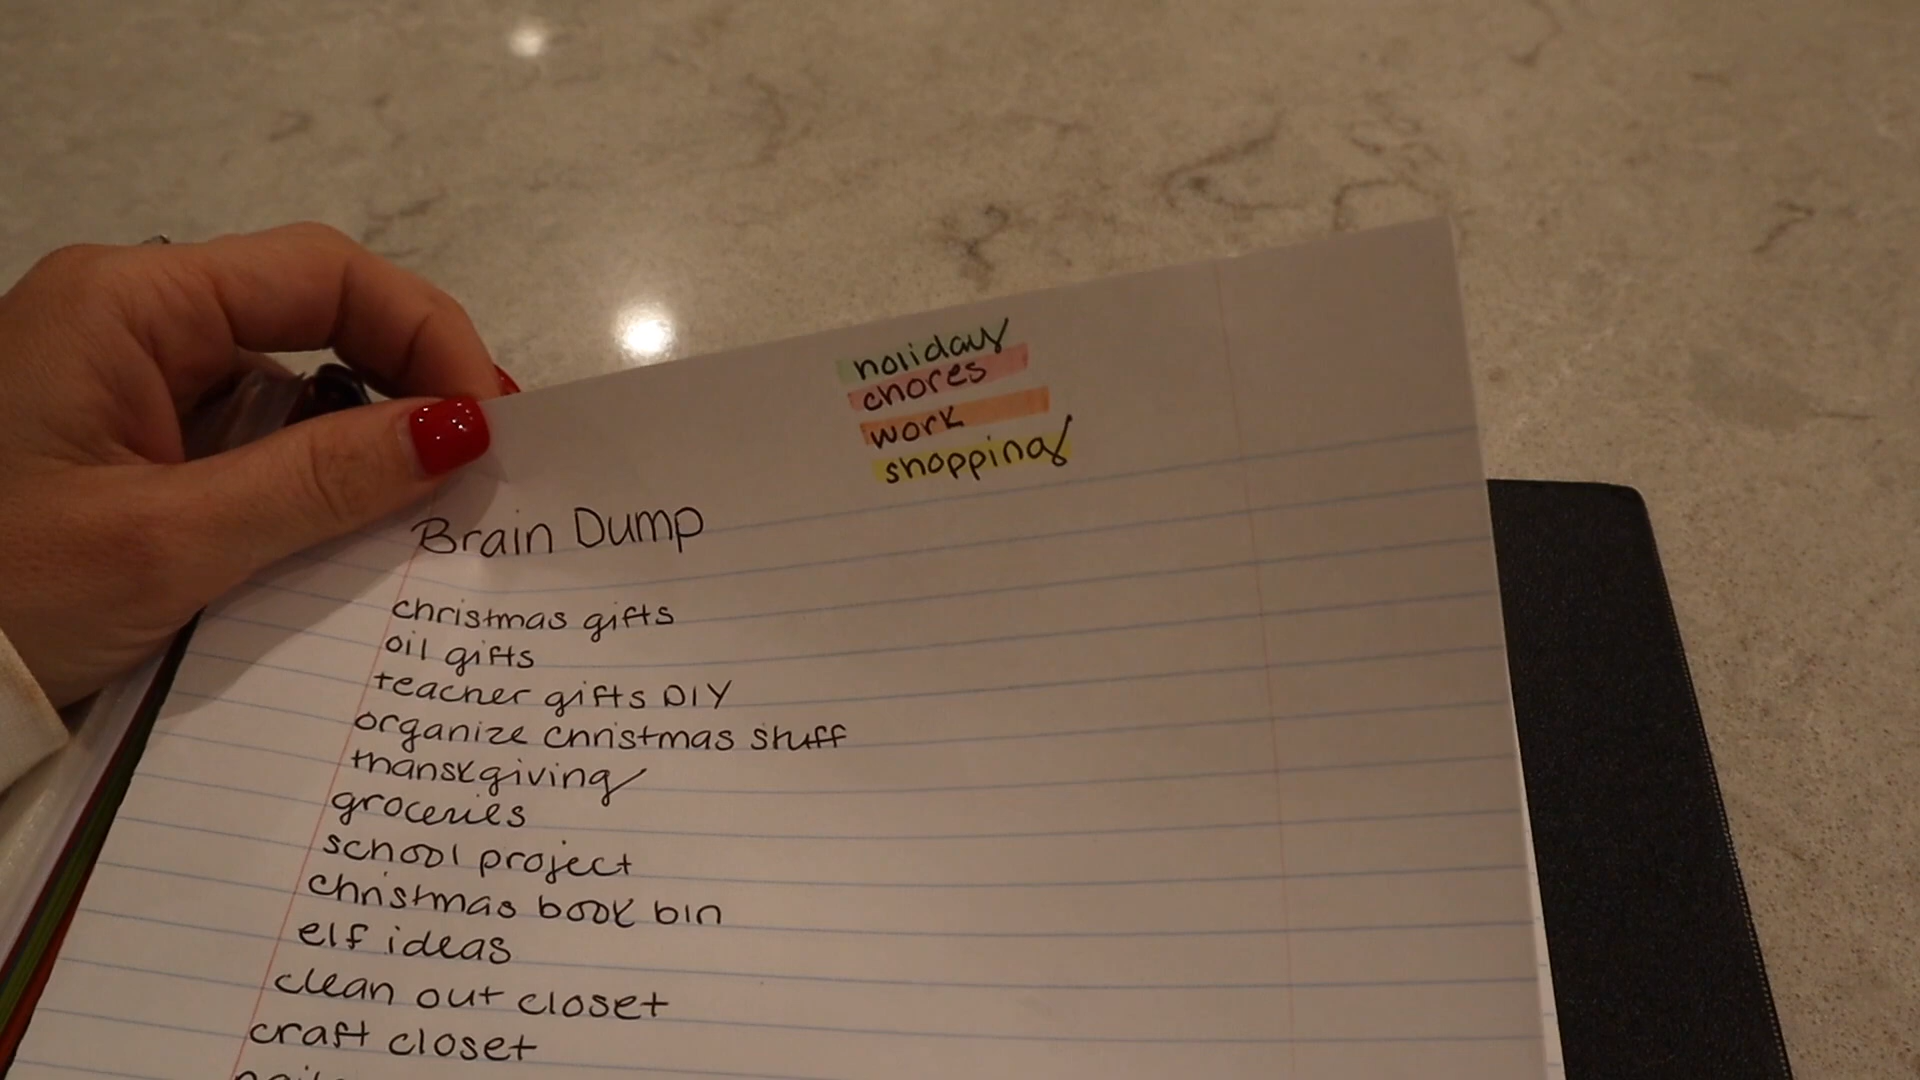 holiday
chores
work
shopping
Brain Dump
christmas gifts
oil gifts
teacher gifts DIY
organize christmas stuff
thanskgiving
groceries
school project
christmas book bin
elf ideas
clean out closet
craft closet